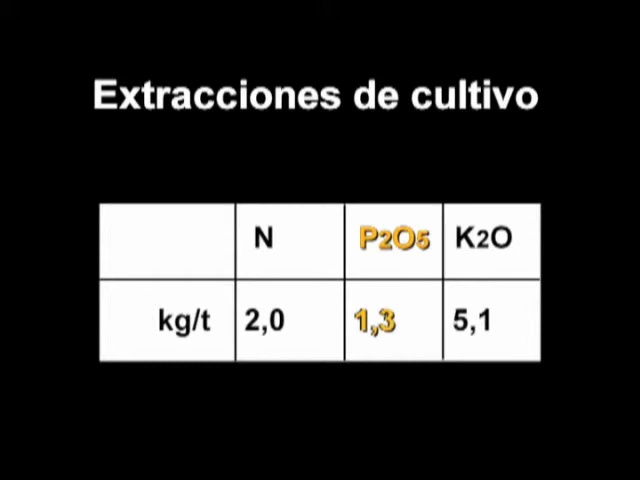 Extracciones de cultivo
N P2O5 K2O
kg/t 2,0 1,3 5,1